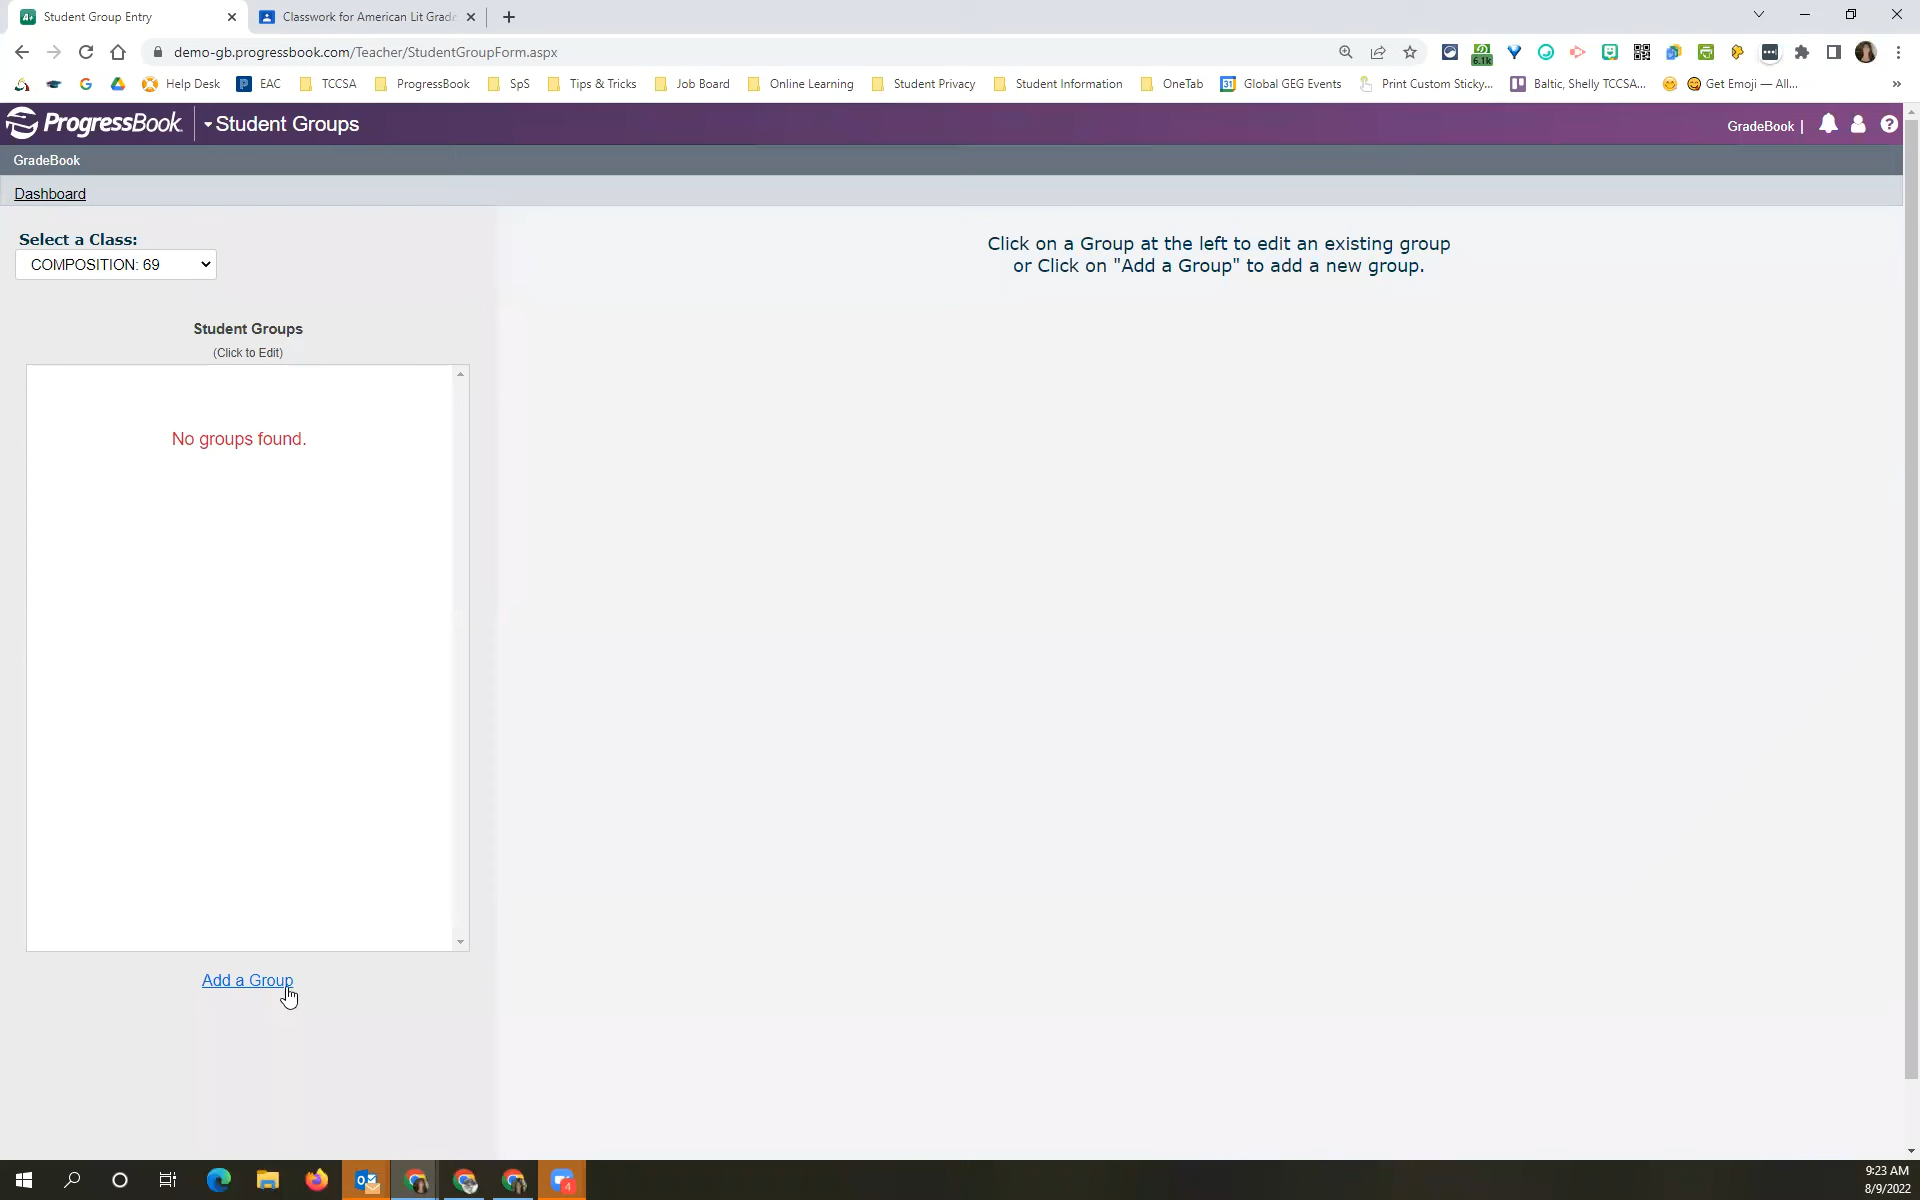 Student Group Entry
Classwork for American Lit Grade
demo-gb.progressbook.com/Teacher/StudentGroupForm.aspx
6.1k
Help Desk EAC TCCSA ProgressBook SpS Tips & Tricks Job Board Online Learning Student Privacy Student Information OneTab 31 Global GEG Events Print Custom Sticky... Baltic, Shelly TCCSA... Get Emoji — All... »
ProgressBook Student Groups
GradeBook |
GradeBook
Dashboard
Select a Class:
COMPOSITION: 69
Click on a Group at the left to edit an existing group
or Click on "Add a Group" to add a new group.
Student Groups
(Click to Edit)
No groups found.
Add a Group
4
9:23 AM
8/9/2022